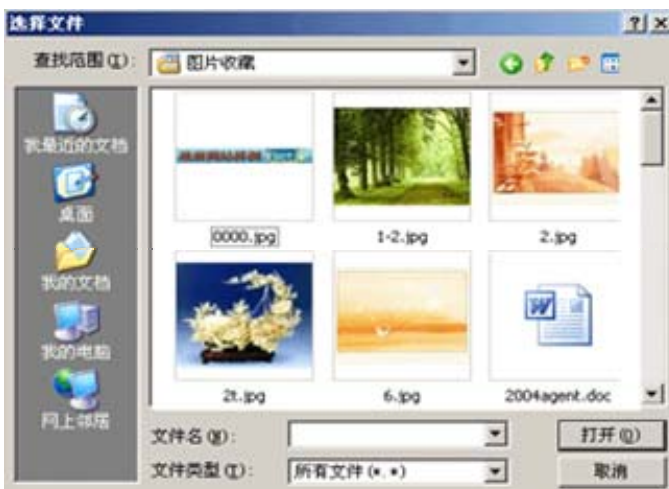 选择文件
查找范围(I):
图片收藏
我最近的文档
桌面
我的文档
我的电脑
网上邻居
0000.jpg
1-2.jpg
2.jpg
2t.jpg
6.jpg
2004agent.doc
文件名(N):
打开(O)
文件类型(T):
所有文件(*.*)
取消